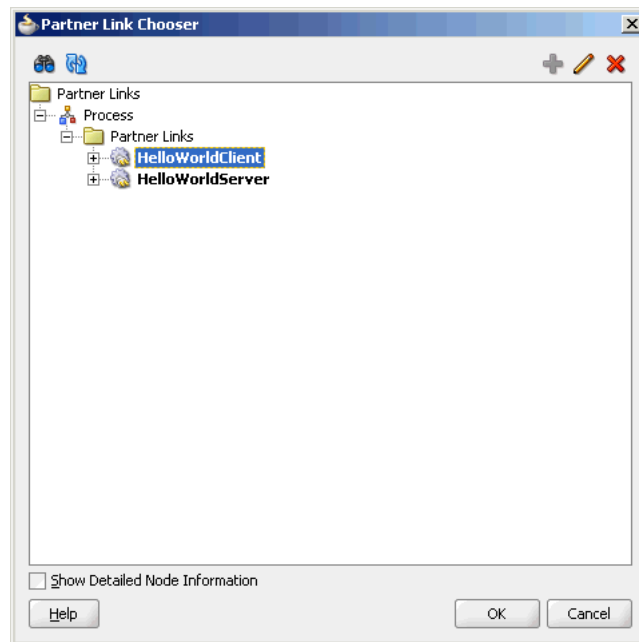 Partner Link Chooser
Partner Links
Process
Partner Links
HelloWorldClient
HelloWorldServer
Show Detailed Node Information
Help
OK
Cancel